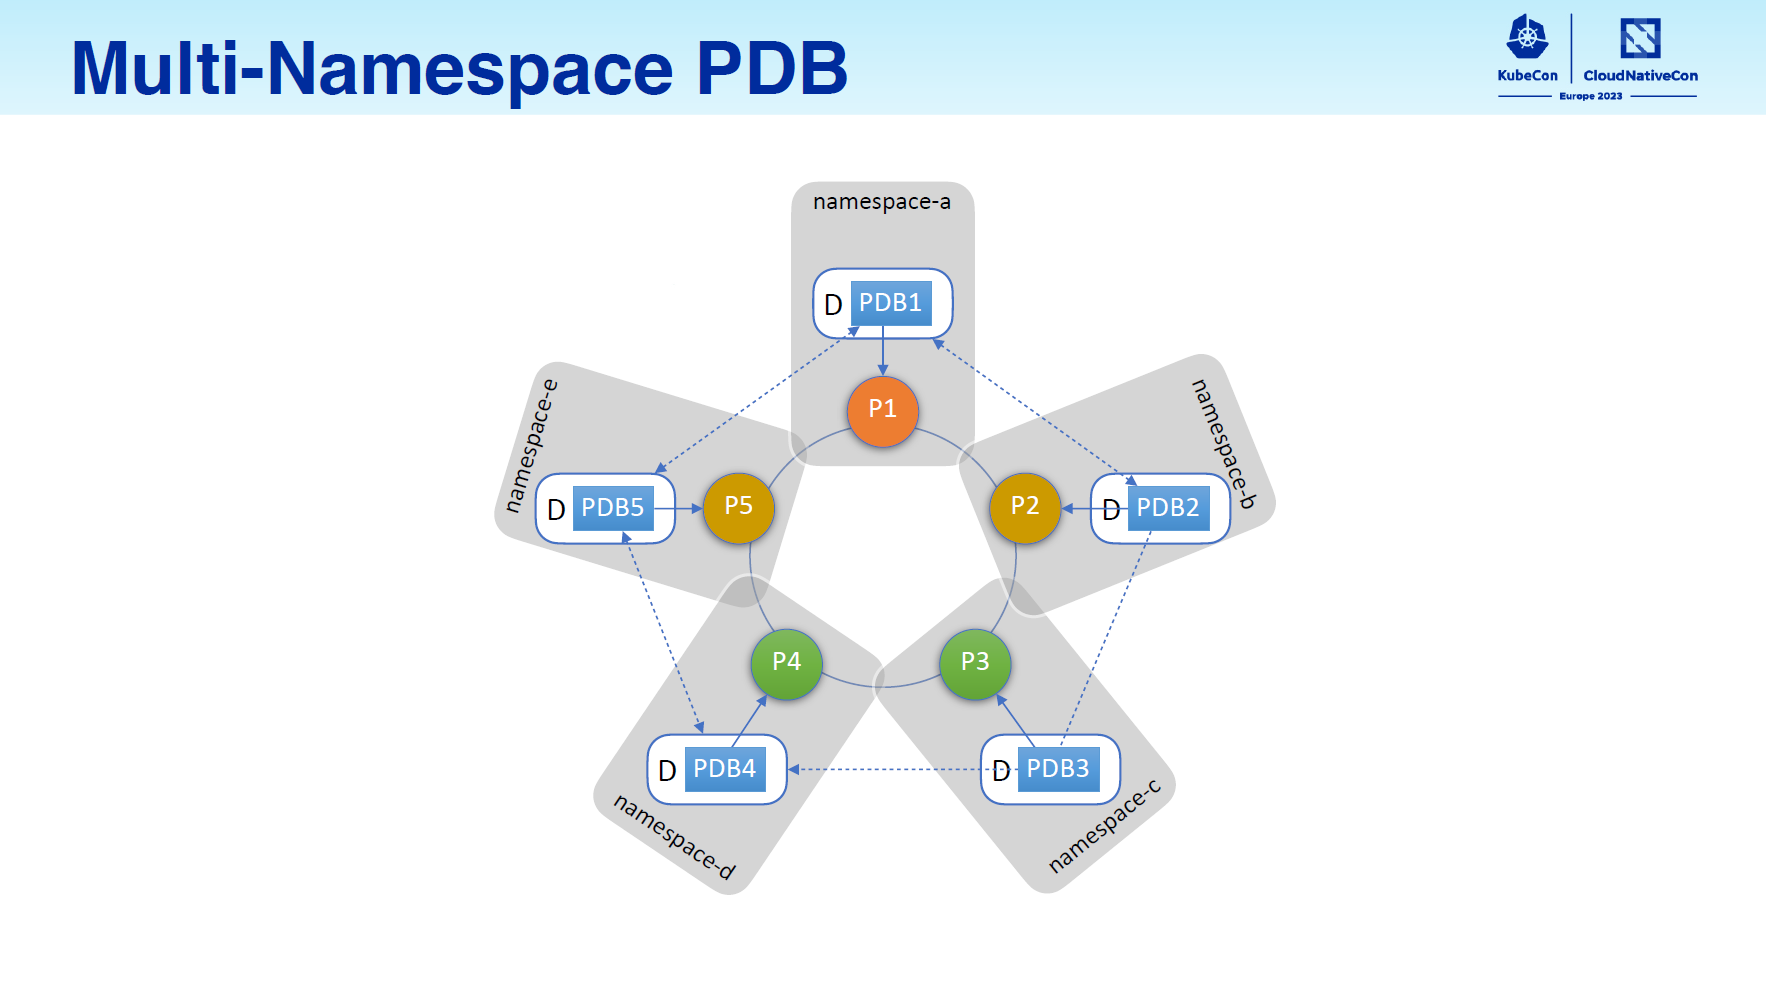 Multi-Namespace PDB
KubeCon
CloudNativeCon
Europe 2023
namespace-a
D PDB1
P1
namespace-e
D PDB5
P5
namespace-b
P2
D PDB2
P4
P3
D PDB4
namespace-d
D PDB3
namespace-c